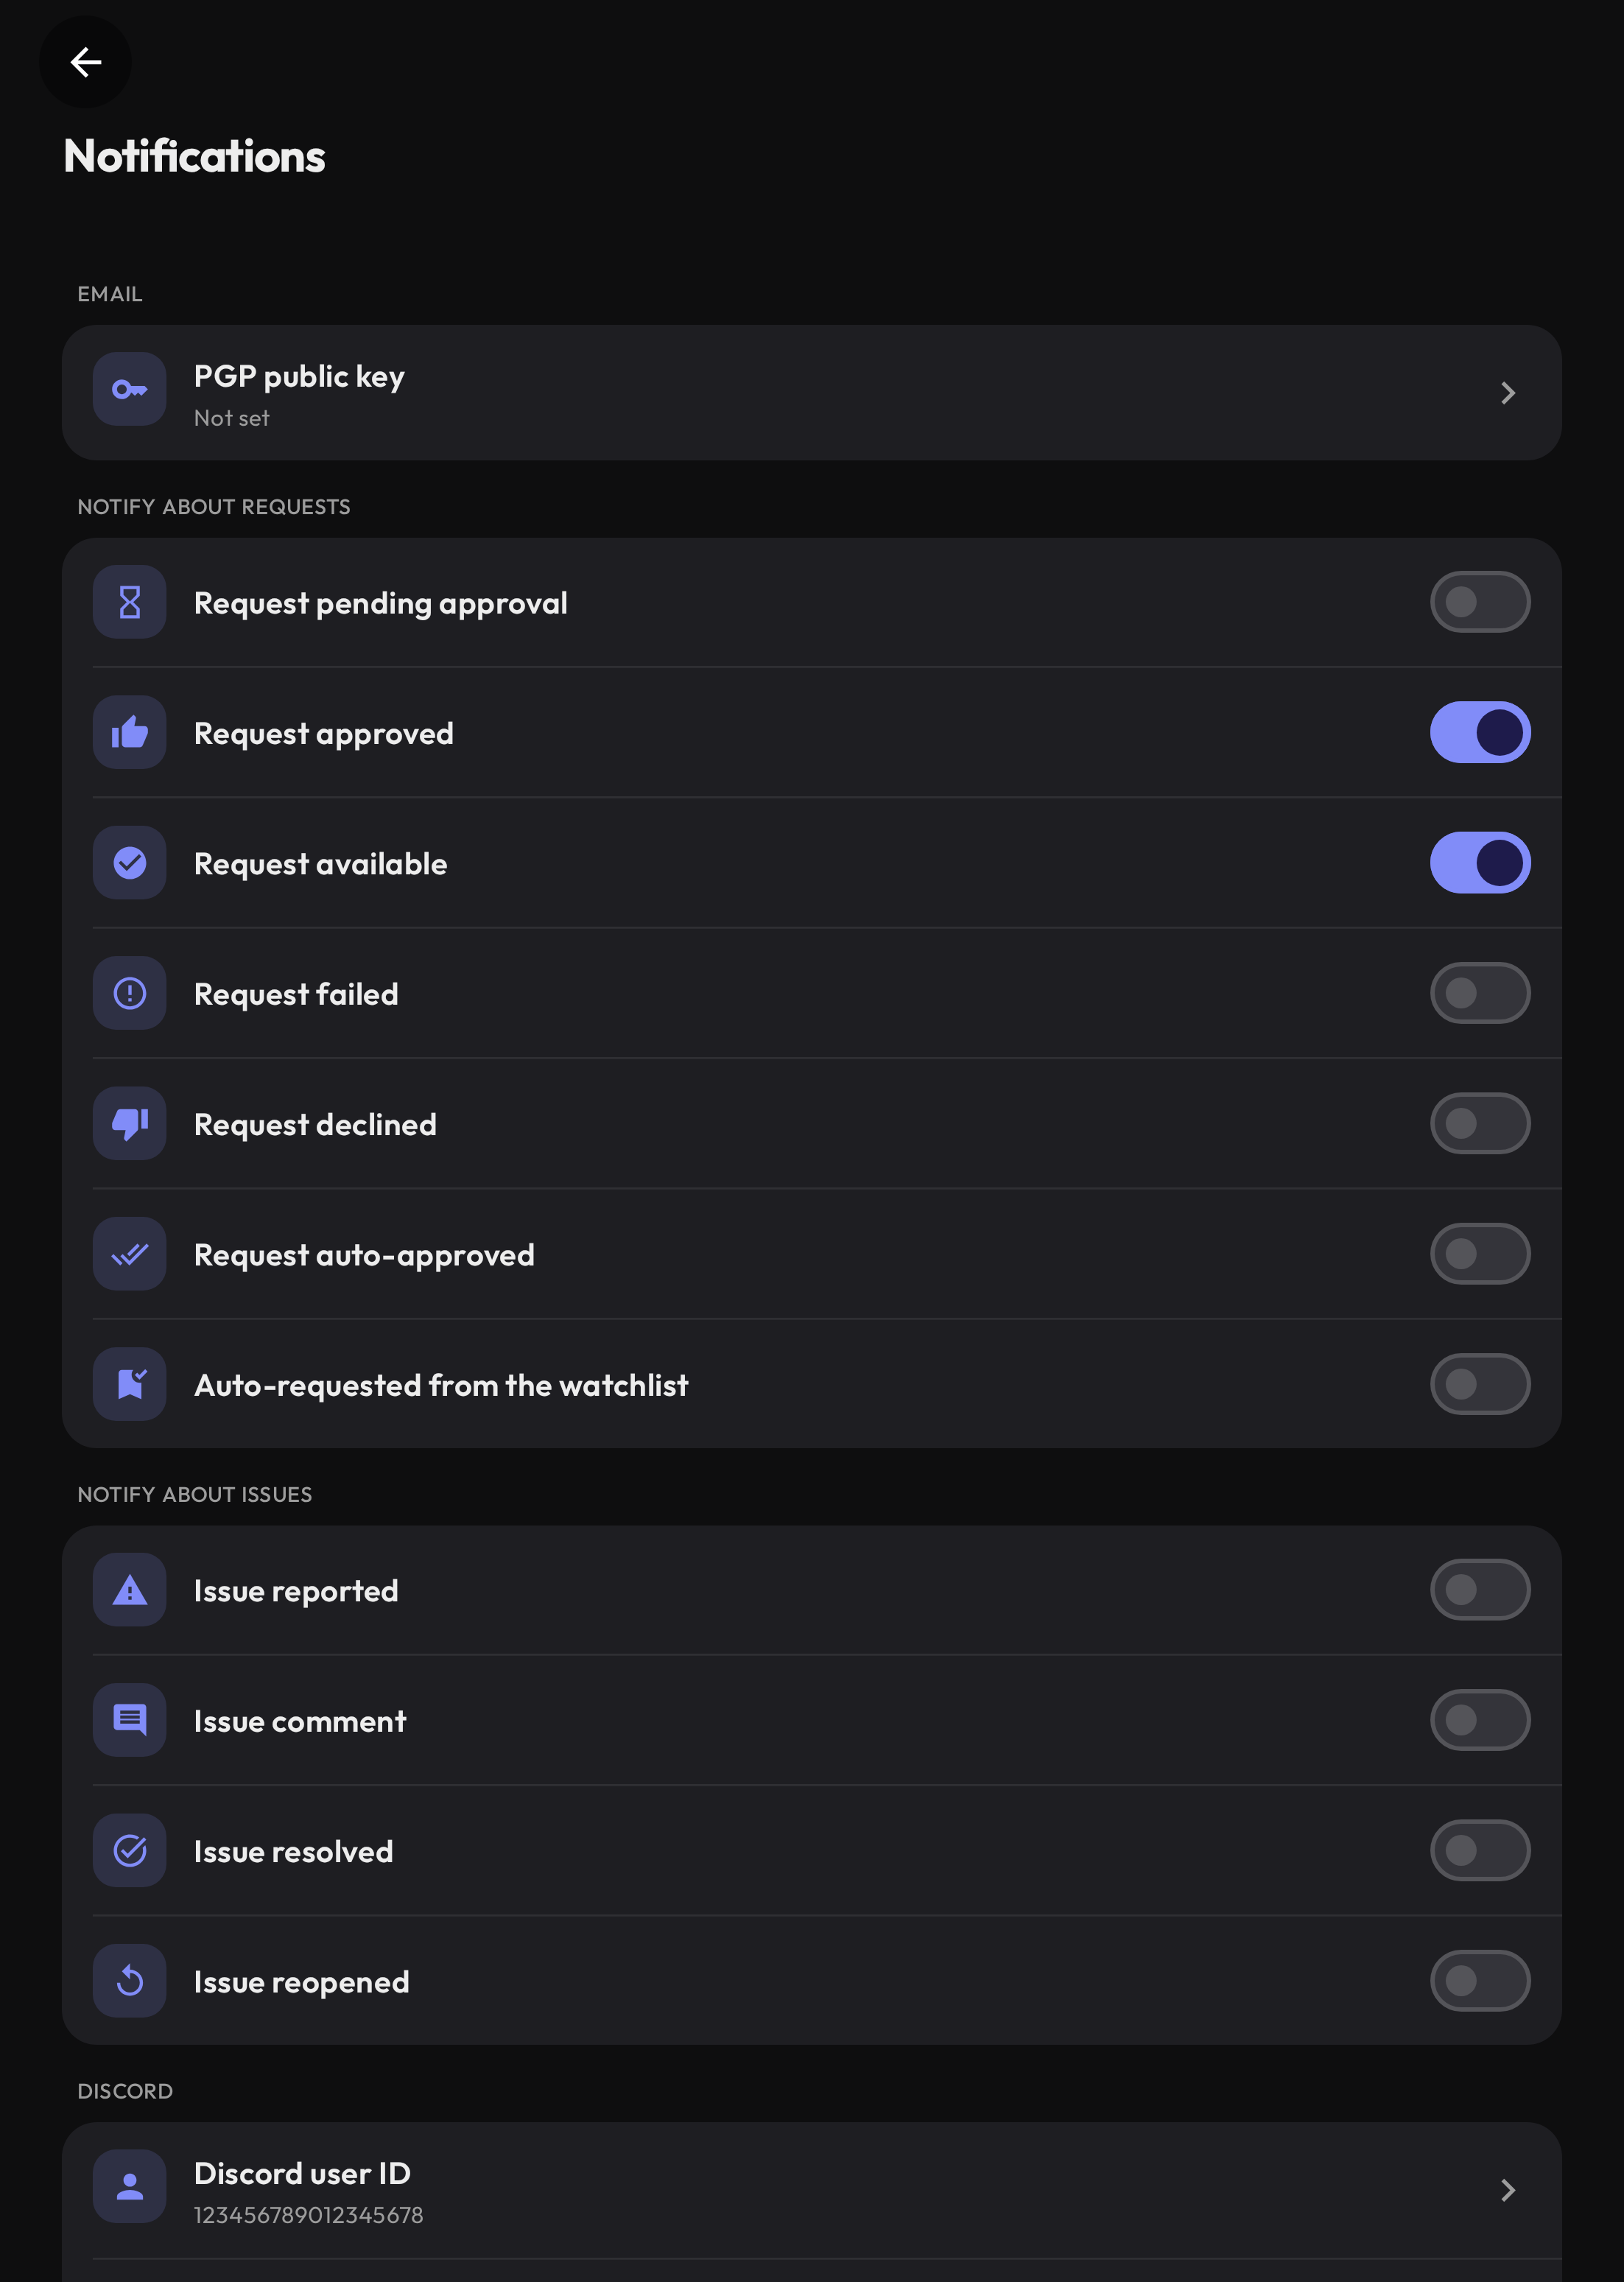 Notifications
EMAIL
PGP public key
Not set
NOTIFY ABOUT REQUESTS
Request pending approval
Request approved
Request available
Request failed
Request declined
Request auto-approved
Auto-requested from the watchlist
NOTIFY ABOUT ISSUES
Issue reported
Issue comment
Issue resolved
Issue reopened
DISCORD
Discord user ID
123456789012345678